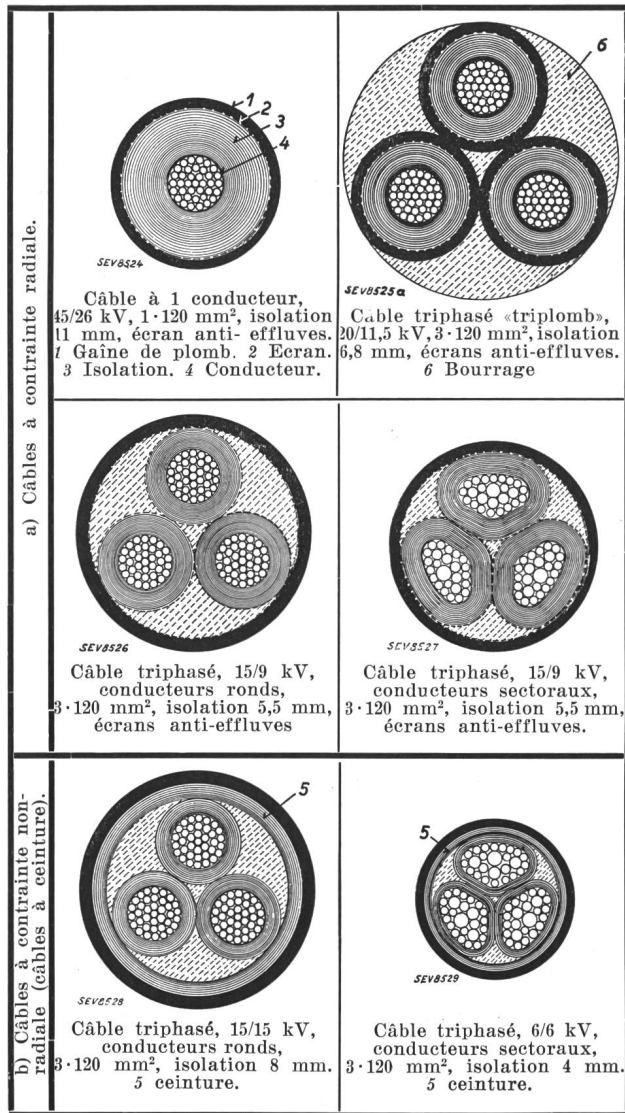 a) Câbles à contrainte radiale.
1
2
3
4
SEV8524
Câble à 1 conducteur,
45/26 kV, 1·120 mm², isolation
11 mm, écran anti- effluves.
1 Gaîne de plomb. 2 Ecran.
3 Isolation. 4 Conducteur.
6
SEV8525a
Câble triphasé «triplomb»,
20/11,5 kV, 3·120 mm², isolation
6,8 mm, écrans anti-effluves.
6 Bourrage
SEV8526
Câble triphasé, 15/9 kV,
conducteurs ronds,
3·120 mm², isolation 5,5 mm,
écrans anti-effluves
SEV8527
Câble triphasé, 15/9 kV,
conducteurs sectoraux,
3·120 mm², isolation 5,5 mm,
écrans anti-effluves.
b) Câbles à contrainte non-
radiale (câbles à ceinture).
5
SEV8528
Câble triphasé, 15/15 kV,
conducteurs ronds,
3·120 mm², isolation 8 mm.
5 ceinture.
5
SEV8529
Câble triphasé, 6/6 kV,
conducteurs sectoraux,
3·120 mm², isolation 4 mm.
5 ceinture.